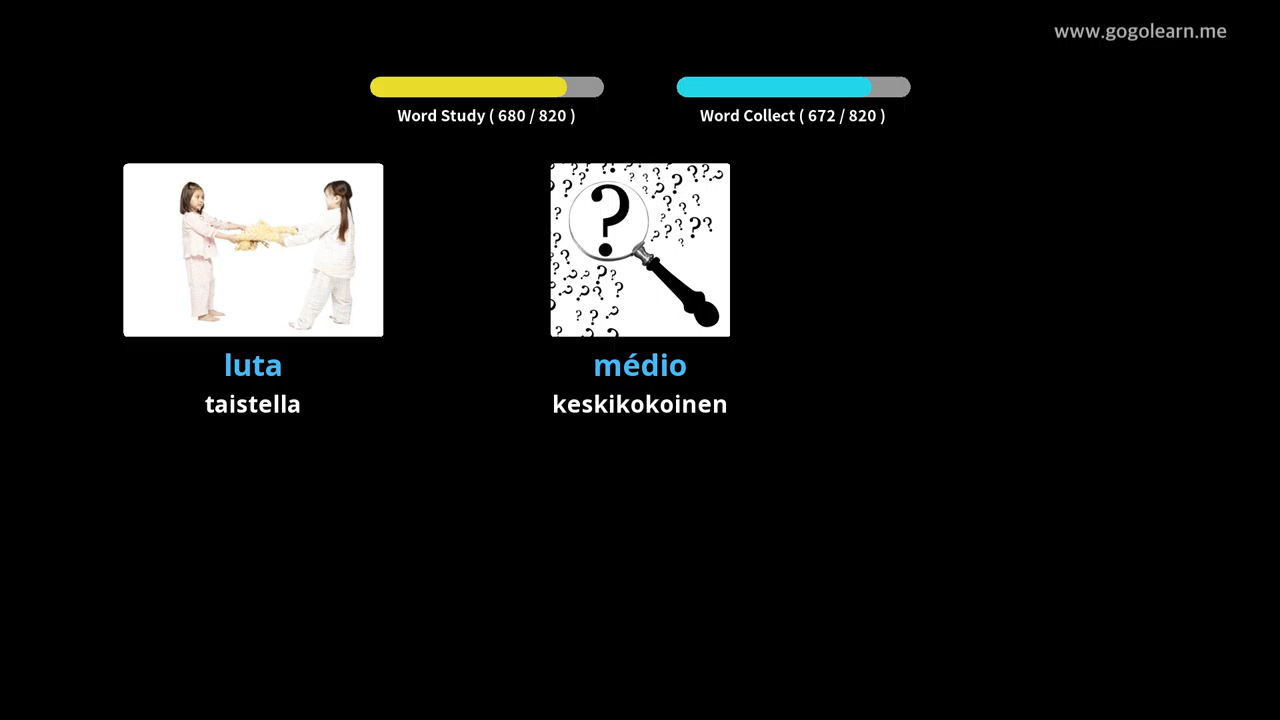 www.gogolearn.me
Word Study ( 680 / 820 )
Word Collect ( 672 / 820 )
luta
taistella
médio
keskikokoinen